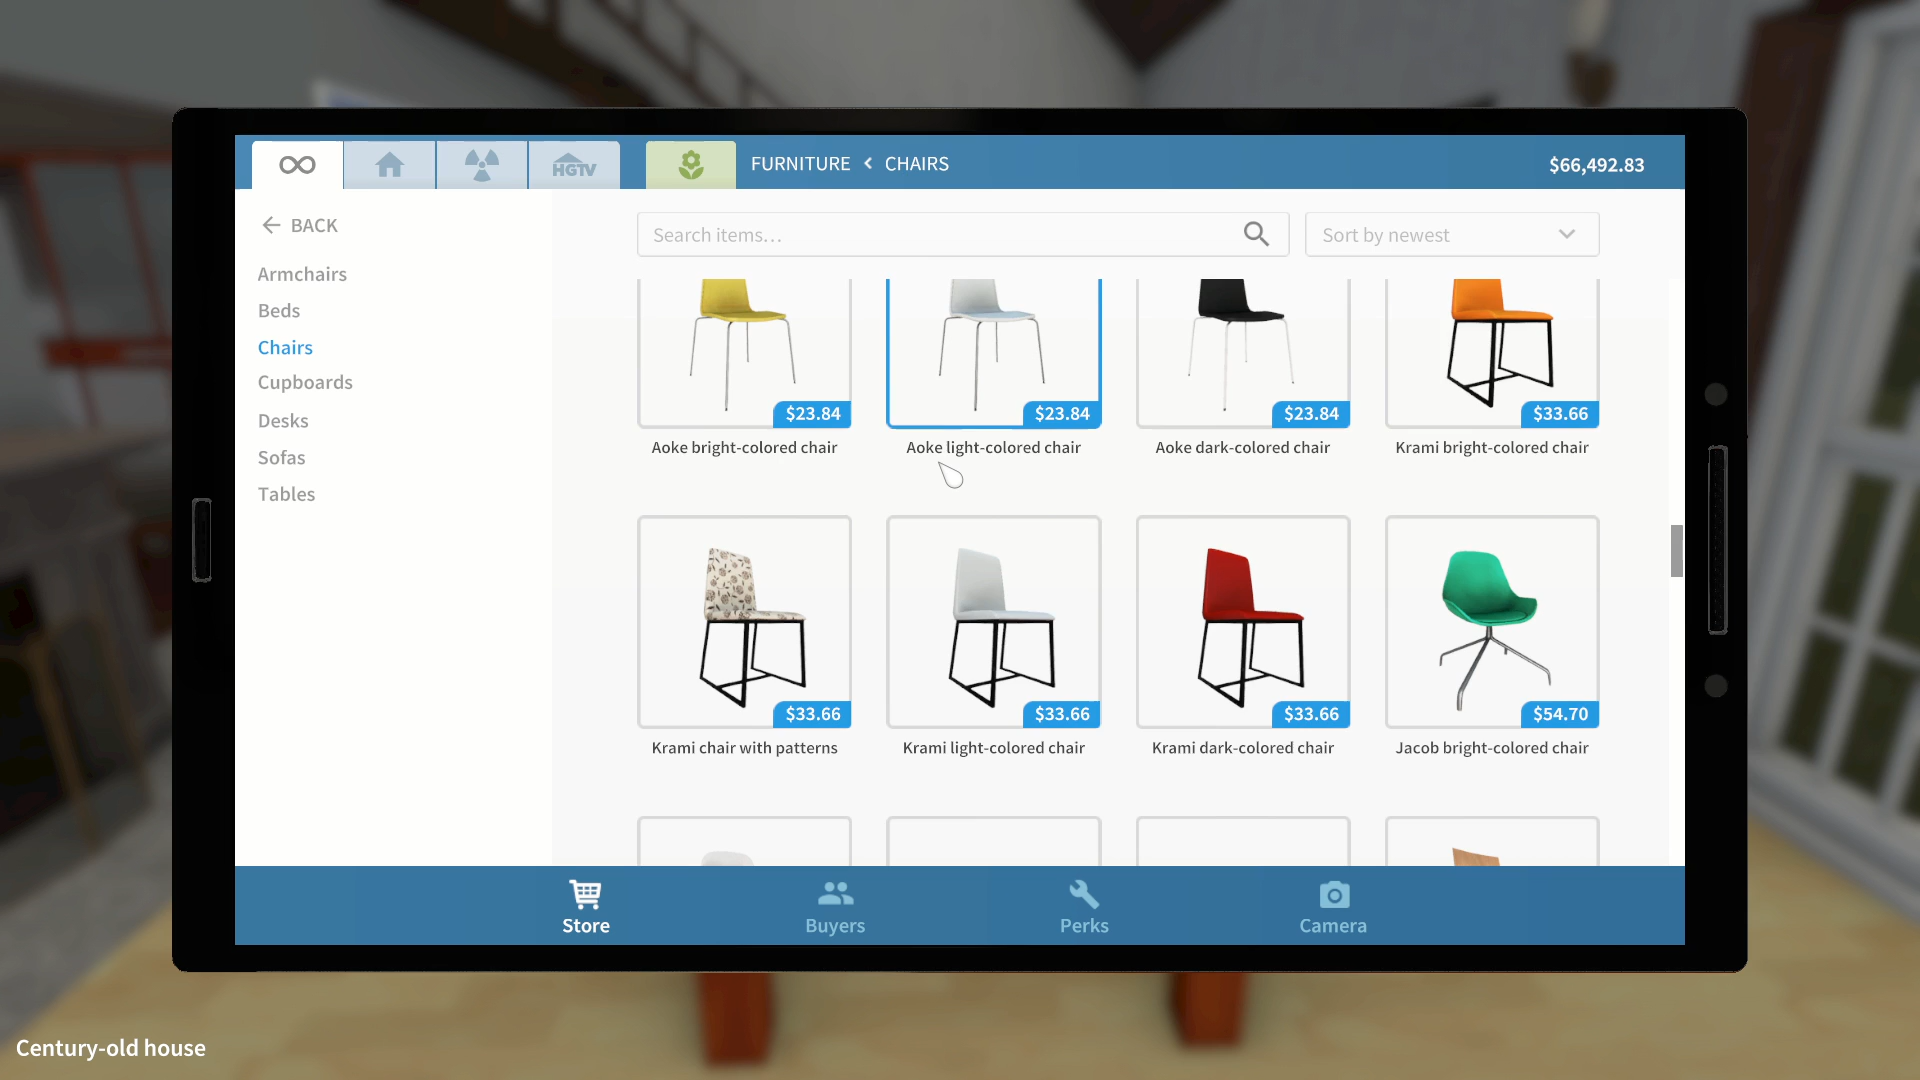 HGTV
FURNITURE < CHAIRS
$66,492.83
BACK
Search items...
Sort by newest
Armchairs
Beds
Chairs
Cupboards
Desks
Sofas
Tables
$23.84
$23.84
$23.84
$33.66
Aoke bright-colored chair
Aoke light-colored chair
Aoke dark-colored chair
Krami bright-colored chair
$33.66
$33.66
$33.66
$54.70
Krami chair with patterns
Krami light-colored chair
Krami dark-colored chair
Jacob bright-colored chair
Store
Buyers
Perks
Camera
Century-old house